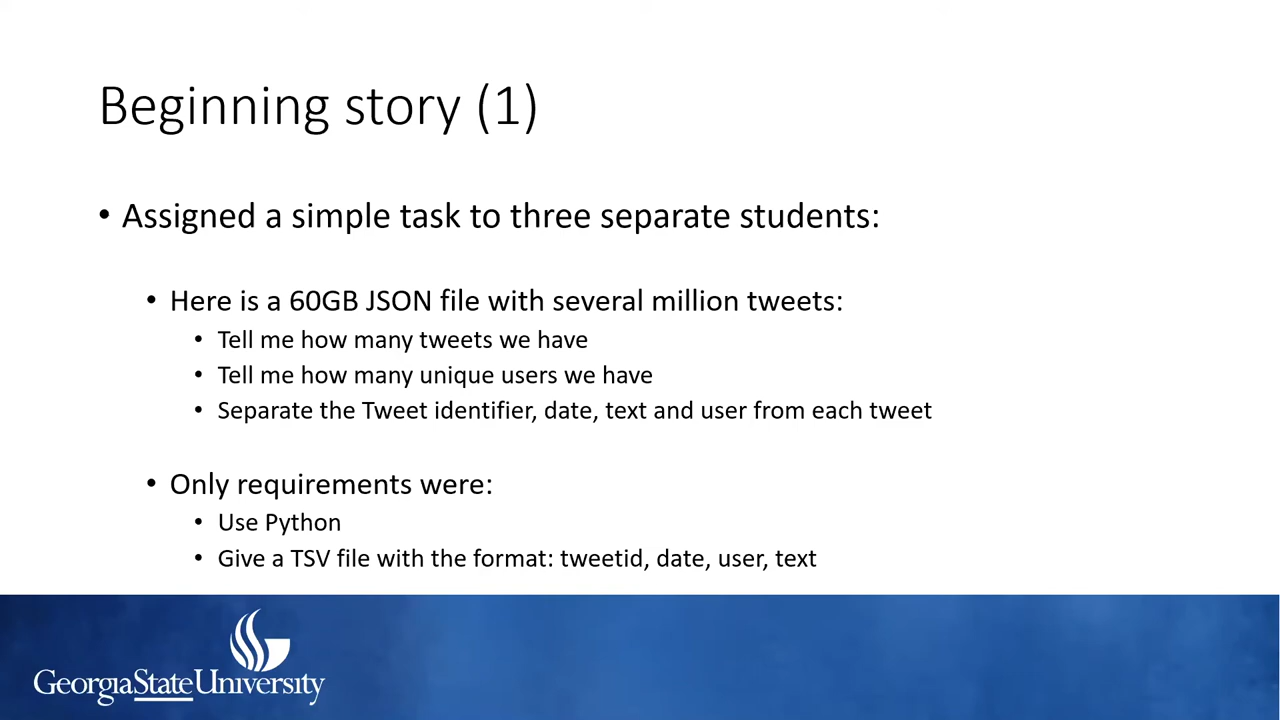 Beginning story (1)
• Assigned a simple task to three separate students:
• Here is a 60GB JSON file with several million tweets:
• Tell me how many tweets we have
• Tell me how many unique users we have
• Separate the Tweet identifier, date, text and user from each tweet
• Only requirements were:
• Use Python
• Give a TSV file with the format: tweetid, date, user, text
GeorgiaStateUniversity